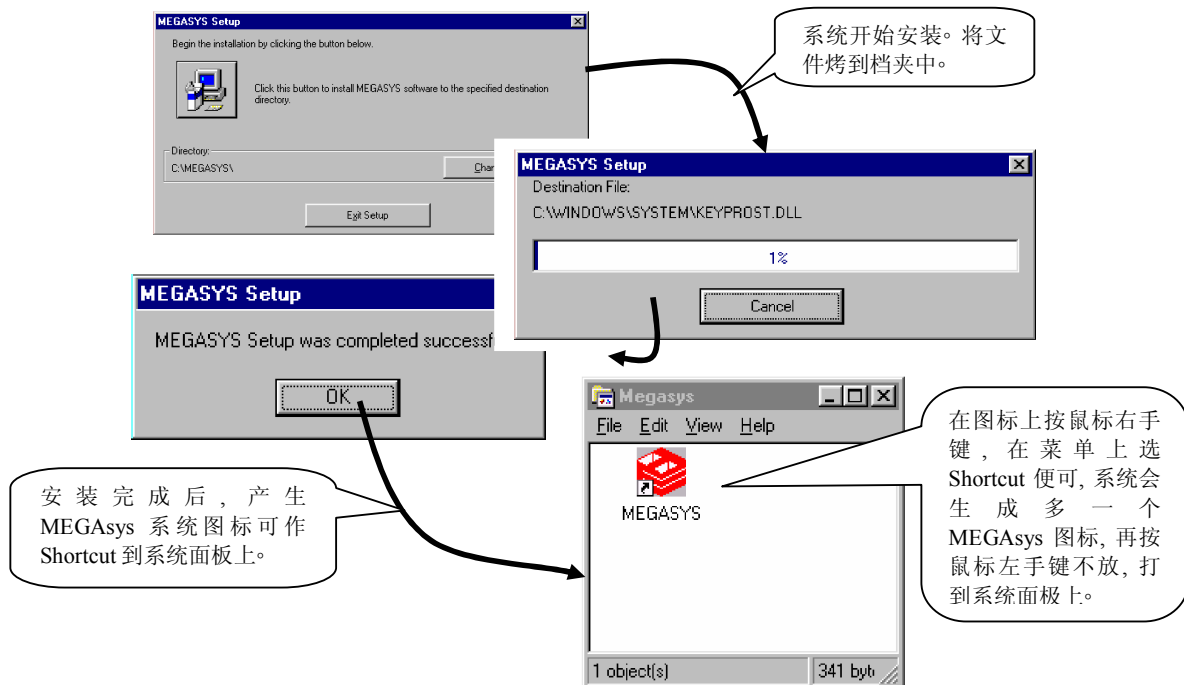 MEGASYS Setup
Begin the installation by clicking the button below.
Click this button to install MEGASYS software to the specified destination
directory.
Directory:
C:\MEGASYS\
Exit Setup
系统开始安装。将文
件烤到档夹中。
MEGASYS Setup
Destination File:
C:\WINDOWS\SYSTEM\KEYPROST.DLL
1%
Cancel
MEGASYS Setup
MEGASYS Setup was completed
OK
安装完成后, 产生
MEGAsys 系统图标可作
Shortcut 到系统面板上。
Megasys
File Edit View Help
MEGASYS
1 object(s)
341
在图标上按鼠标右手
键, 在菜单上选
Shortcut 便可, 系统会
生成多一个
MEGAsys 图标, 再按
鼠标左手键不放, 打
到系统面极上。